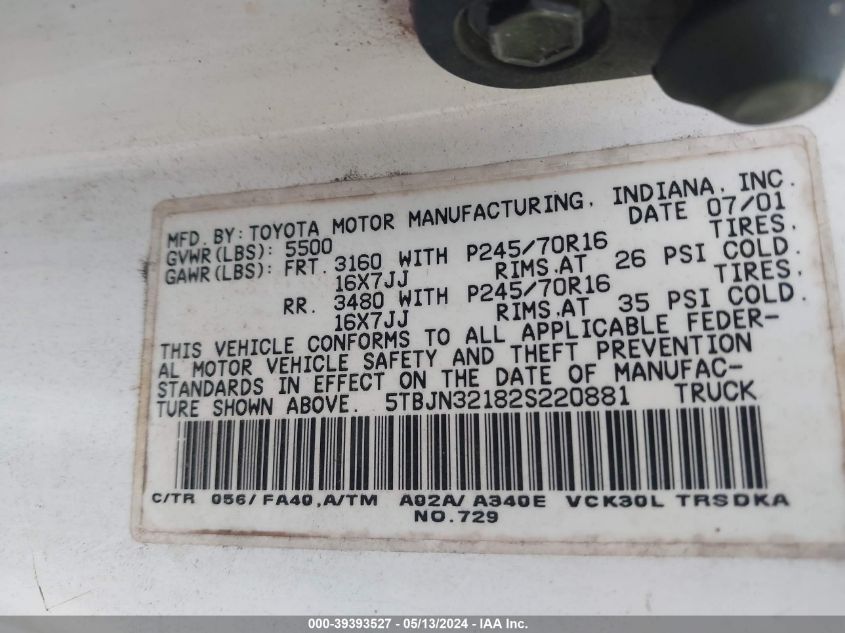 MFD. BY: TOYOTA MOTOR MANUFACTURING, INDIANA, INC.
GVWR(LBS): 5500 DATE 07/01
GAWR(LBS): FRT. 3160 WITH P245/70R16 TIRES,
16X7JJ RIMS.AT 26 PSI COLD.
RR. 3480 WITH P245/70R16 TIRES,
16X7JJ RIMS.AT 35 PSI COLD.
THIS VEHICLE CONFORMS TO ALL APPLICABLE FEDER-
AL MOTOR VEHICLE SAFETY AND THEFT PREVENTION
STANDARDS IN EFFECT ON THE DATE OF MANUFAC-
TURE SHOWN ABOVE. 5TBJN32182S220881 TRUCK
C/TR 056/FA40,A/TM A02A/A340E VCK30L TRSDKA
NO.729
000-39393527 - 05/13/2024 - IAA Inc.